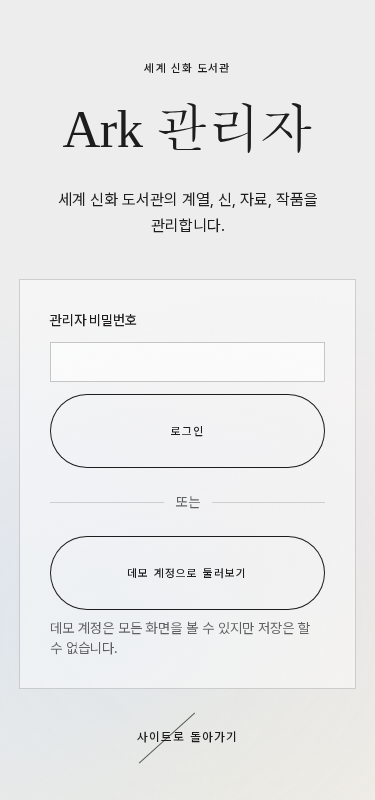 세계 신화 도서관
Ark 관리자
세계 신화 도서관의 계열, 신, 자료, 작품을
관리합니다.
관리자 비밀번호
로그인
또는
데모 계정으로 둘러보기
데모 계정은 모든 화면을 볼 수 있지만 저장은 할
수 없습니다.
사이트로 돌아가기